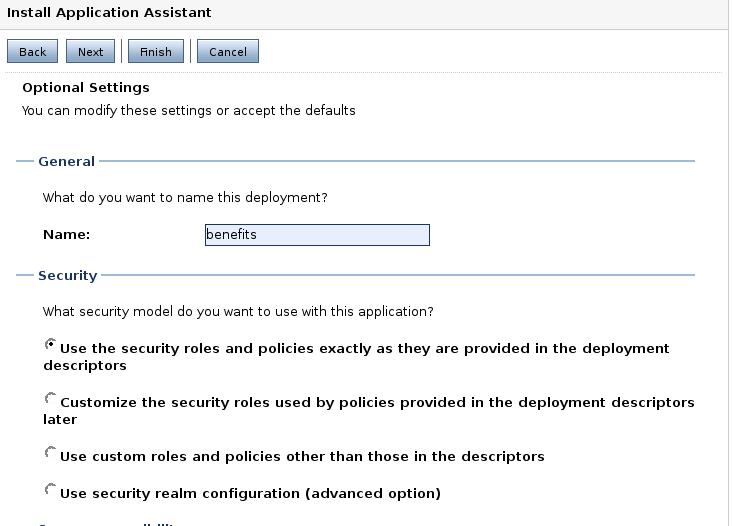 Install Application Assistant
Back Next Finish Cancel
Optional Settings
You can modify these settings or accept the defaults
General
What do you want to name this deployment?
Name: benefits
Security
What security model do you want to use with this application?
Use the security roles and policies exactly as they are provided in the deployment
descriptors
Customize the security roles used by policies provided in the deployment descriptors
later
Use custom roles and policies other than those in the descriptors
Use security realm configuration (advanced option)